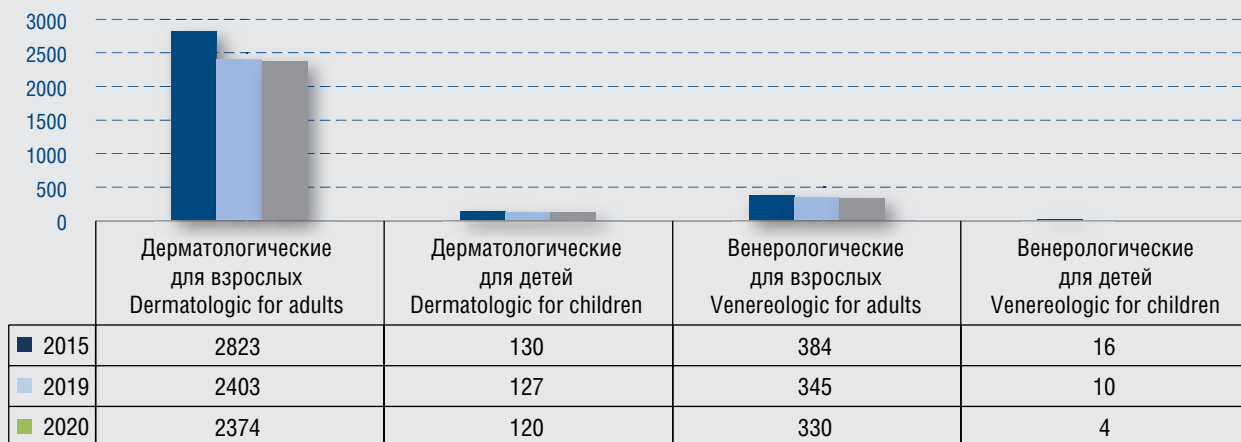 3000
2500
2000
1500
1000
500
0
Дерматологические
для взрослых
Dermatologic for adults
Дерматологические
для детей
Dermatologic for children
Венерологические
для взрослых
Venereologic for adults
Венерологические
для детей
Venereologic for children
2015 2823 130 384 16
2019 2403 127 345 10
2020 2374 120 330 4